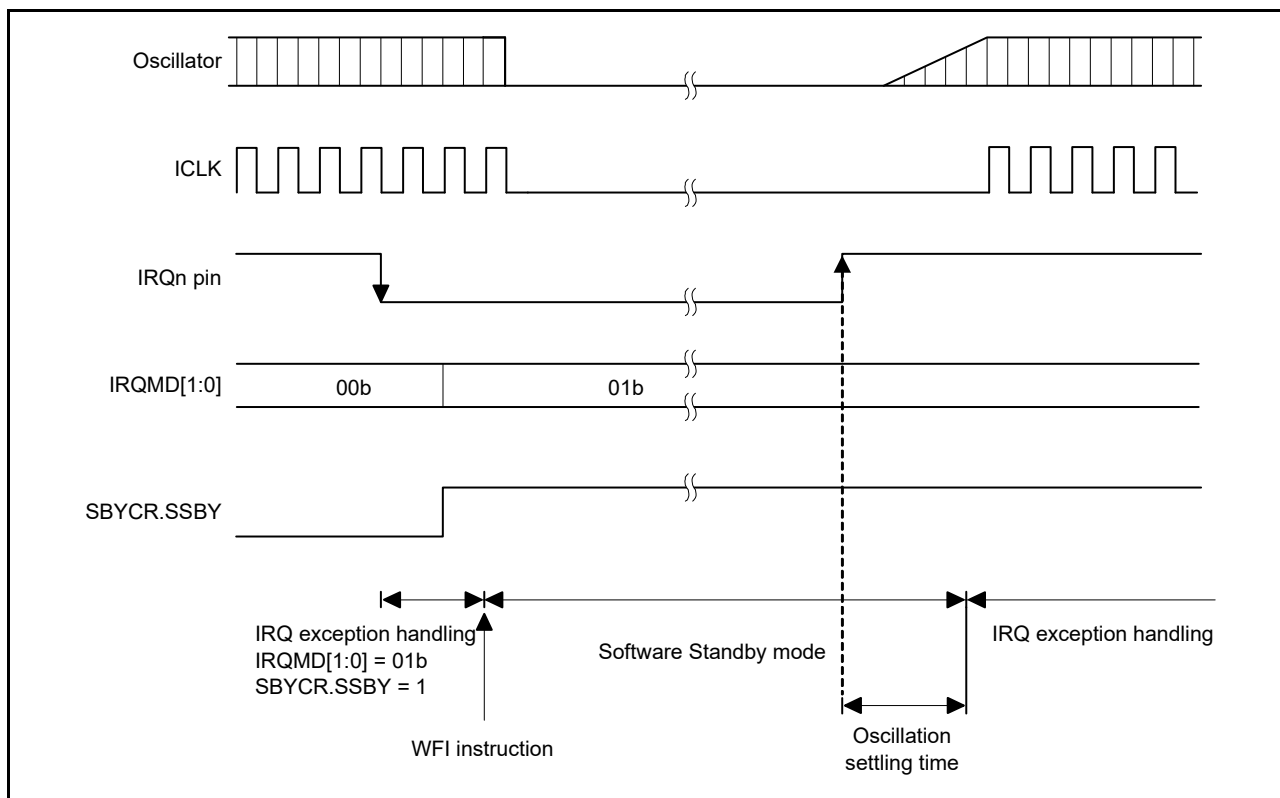 Oscillator
ICLK
IRQn pin
IRQMD[1:0]
00b
01b
SBYCR.SSBY
IRQ exception handling
IRQMD[1:0] = 01b
SBYCR.SSBY = 1
Software Standby mode
IRQ exception handling
WFI instruction
Oscillation
settling time